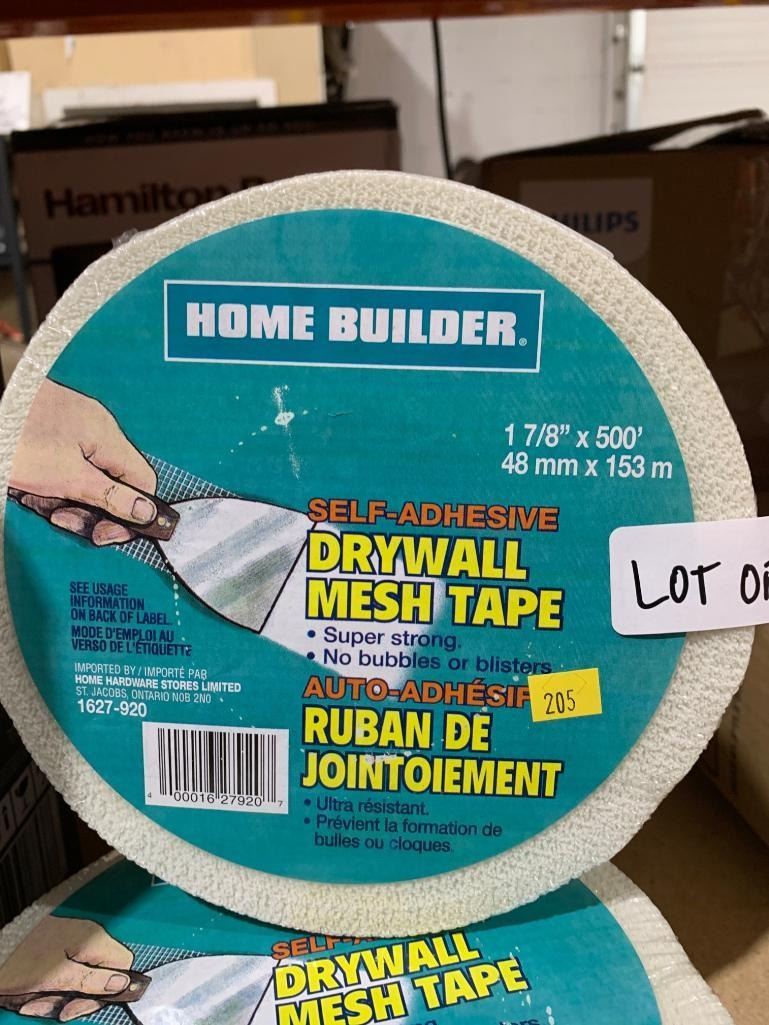 Hamilton
PHILIPS
HOME BUILDER®
1 7/8" x 500'
48 mm x 153 m
SELF-ADHESIVE
DRYWALL
MESH TAPE
• Super strong.
• No bubbles or blisters
LOT
SEE USAGE
INFORMATION
ON BACK OF LABEL.
MODE D'EMPLOI AU
VERSO DE L'ÉTIQUETTE
IMPORTED BY / IMPORTÉ PAR
HOME HARDWARE STORES LIMITED
ST. JACOBS, ONTARIO N0B 2N0
1627-920
4 00016 27920 7
AUTO-ADHÉSIF
205
RUBAN DE
JOINTOIEMENT
• Ultra résistant.
• Prévient la formation de
bulles ou cloques.
DRYWALL
MESH TAPE